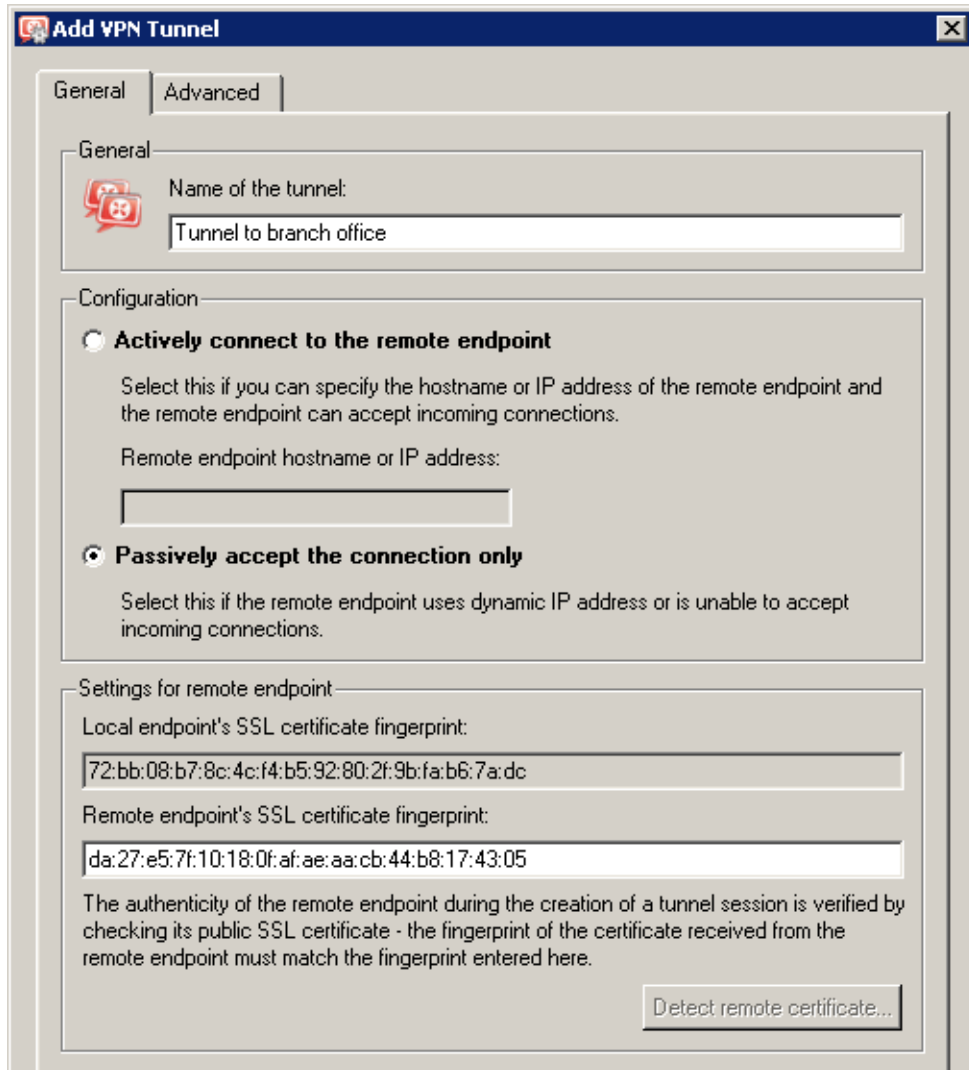 Add VPN Tunnel
General
Advanced
General
Name of the tunnel:
Tunnel to branch office
Configuration
Actively connect to the remote endpoint
Select this if you can specify the hostname or IP address of the remote endpoint and
the remote endpoint can accept incoming connections.
Remote endpoint hostname or IP address:
Passively accept the connection only
Select this if the remote endpoint uses dynamic IP address or is unable to accept
incoming connections.
Settings for remote endpoint
Local endpoint's SSL certificate fingerprint:
72:bb:08:b7:8c:4c:f4:b5:92:80:2f:9b:fa:b6:7a:dc
Remote endpoint's SSL certificate fingerprint:
da:27:e5:7f:10:18:0f:af:ae:aa:cb:44:b8:17:43:05
The authenticity of the remote endpoint during the creation of a tunnel session is verified by
checking its public SSL certificate - the fingerprint of the certificate received from the
remote endpoint must match the fingerprint entered here.
Detect remote certificate...